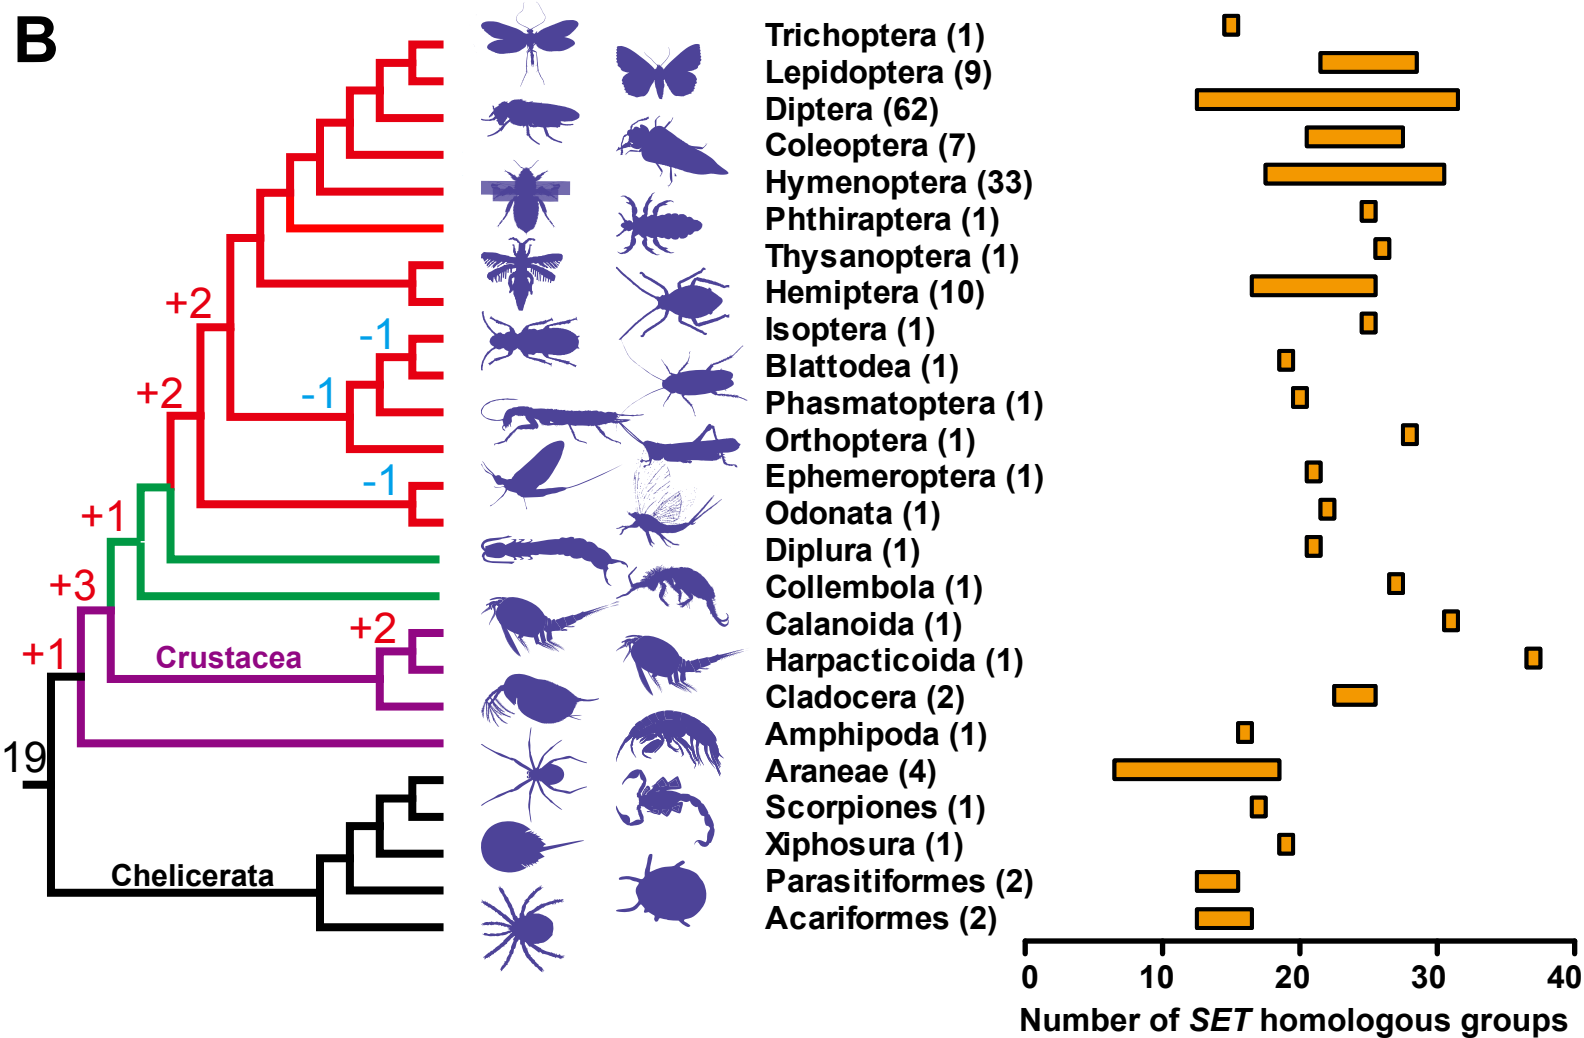 B
Trichoptera (1)
Lepidoptera (9)
Diptera (62)
Coleoptera (7)
Hymenoptera (33)
Phthiraptera (1)
Thysanoptera (1)
Hemiptera (10)
+2
Isoptera (1)
-1
Blattodea (1)
+2
-1
Phasmatoptera (1)
Orthoptera (1)
Ephemeroptera (1)
-1
Odonata (1)
+1
Diplura (1)
+3
Collembola (1)
Calanoida (1)
+2
+1
Crustacea
Harpacticoida (1)
Cladocera (2)
Amphipoda (1)
19
Araneae (4)
Scorpiones (1)
Xiphosura (1)
Chelicerata
Parasitiformes (2)
Acariformes (2)
0 10 20 30 40
Number of SET homologous groups